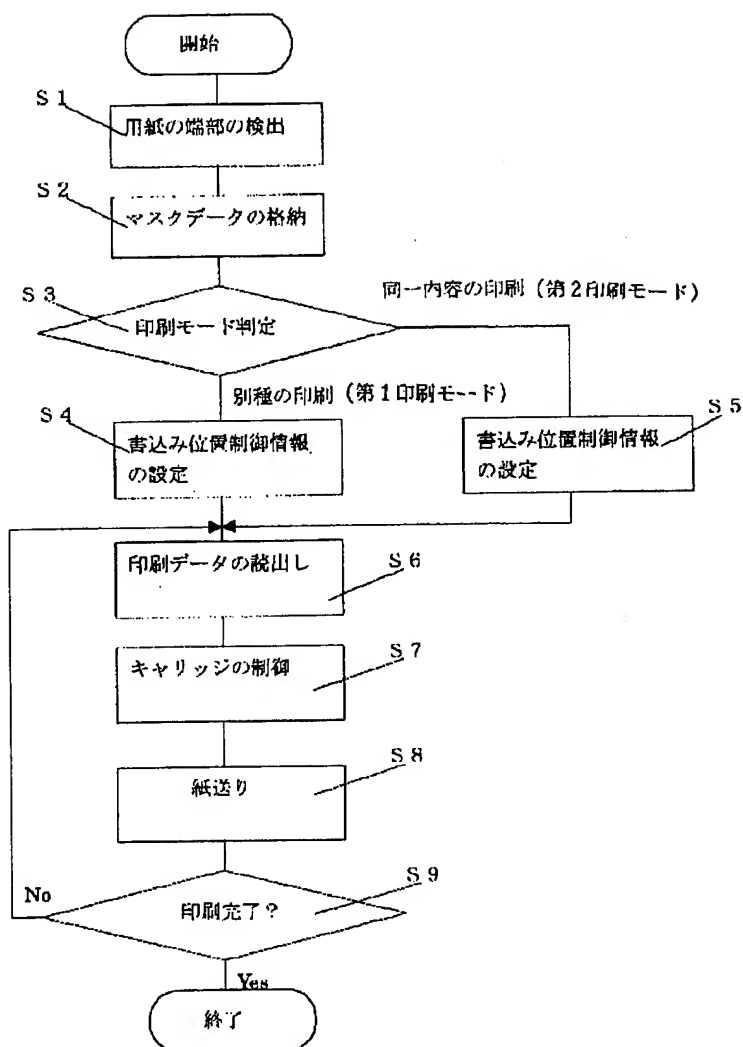 開始
S 1
用紙の端部の検出
S 2
マスクデータの格納
同一内容の印刷（第2印刷モード）
S 3
印刷モード判定
別種の印刷（第1印刷モード）
S 4
書込み位置制御情報
の設定
S 5
書込み位置制御情報
の設定
印刷データの読出し
S 6
キャリッジの制御
S 7
紙送り
S 8
S 9
No
印刷完了？
Yes
終了